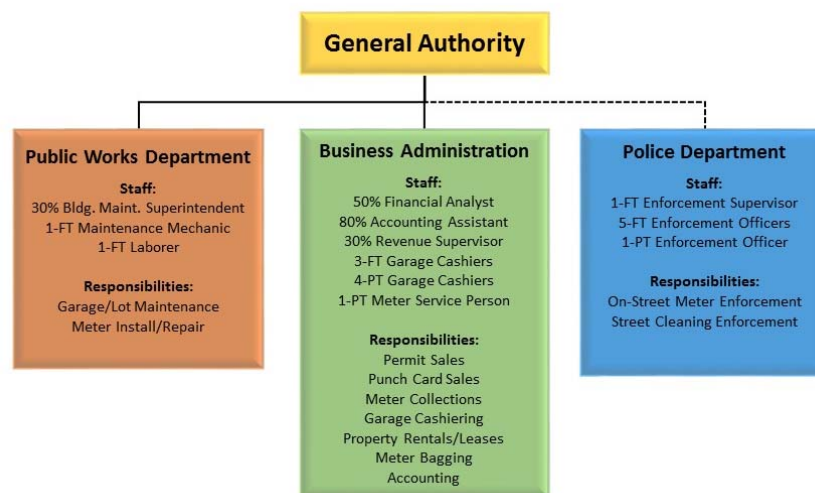 General Authority
Public Works Department
Staff:
30% Bldg. Maint. Superintendent
1-FT Maintenance Mechanic
1-FT Laborer
Responsibilities:
Garage/Lot Maintenance
Meter Install/Repair
Business Administration
Staff:
50% Financial Analyst
80% Accounting Assistant
30% Revenue Supervisor
3-FT Garage Cashiers
4-PT Garage Cashiers
1-PT Meter Service Person
Responsibilities:
Permit Sales
Punch Card Sales
Meter Collections
Garage Cashiering
Property Rentals/Leases
Meter Bagging
Accounting
Police Department
Staff:
1-FT Enforcement Supervisor
5-FT Enforcement Officers
1-PT Enforcement Officer
Responsibilities:
On-Street Meter Enforcement
Street Cleaning Enforcement